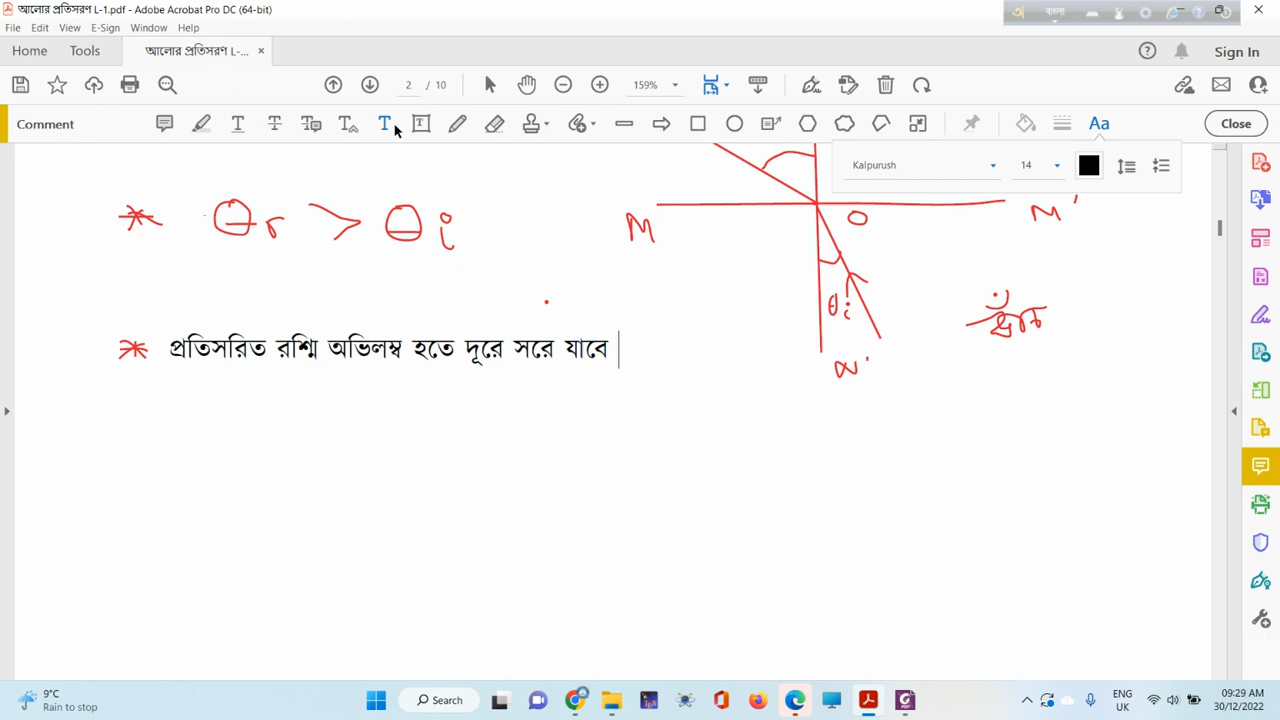 আলোর প্রতিসরণ L-1.pdf - Adobe Acrobat Pro DC (64-bit)
বাংলা
File Edit View E-Sign Window Help
Home Tools আলোর প্রতিসরণ L-... × Sign In
2 / 10 159%
Comment Aa Close
Kalpurush 14
* θr > θi
M O M'
θi
N'
* প্রতিসরিত রশ্মি অভিলম্ব হতে দূরে সরে যাবে
9°C
Rain to stop
Search
ENG
UK
09:29 AM
30/12/2022